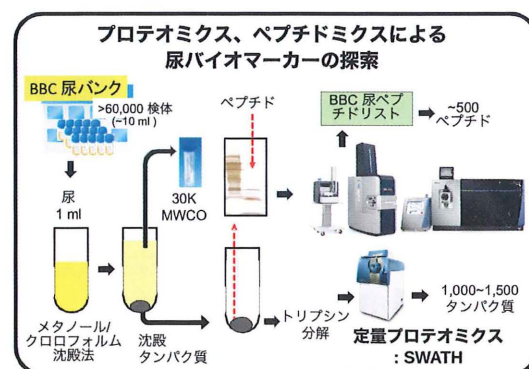 プロテオミクス、ペプチドミクスによる
尿バイオマーカーの探索
BBC 尿バンク
>60,000 検体
(~10 ml )
尿
1 ml
メタノール/
クロロフォルム
沈殿法
30K
MWCO
沈殿
タンパク質
ペプチド
トリプシン
分解
BBC 尿ペプ
チドリスト
~500
ペプチド
1,000~1,500
タンパク質
定量プロテオミクス
: SWATH